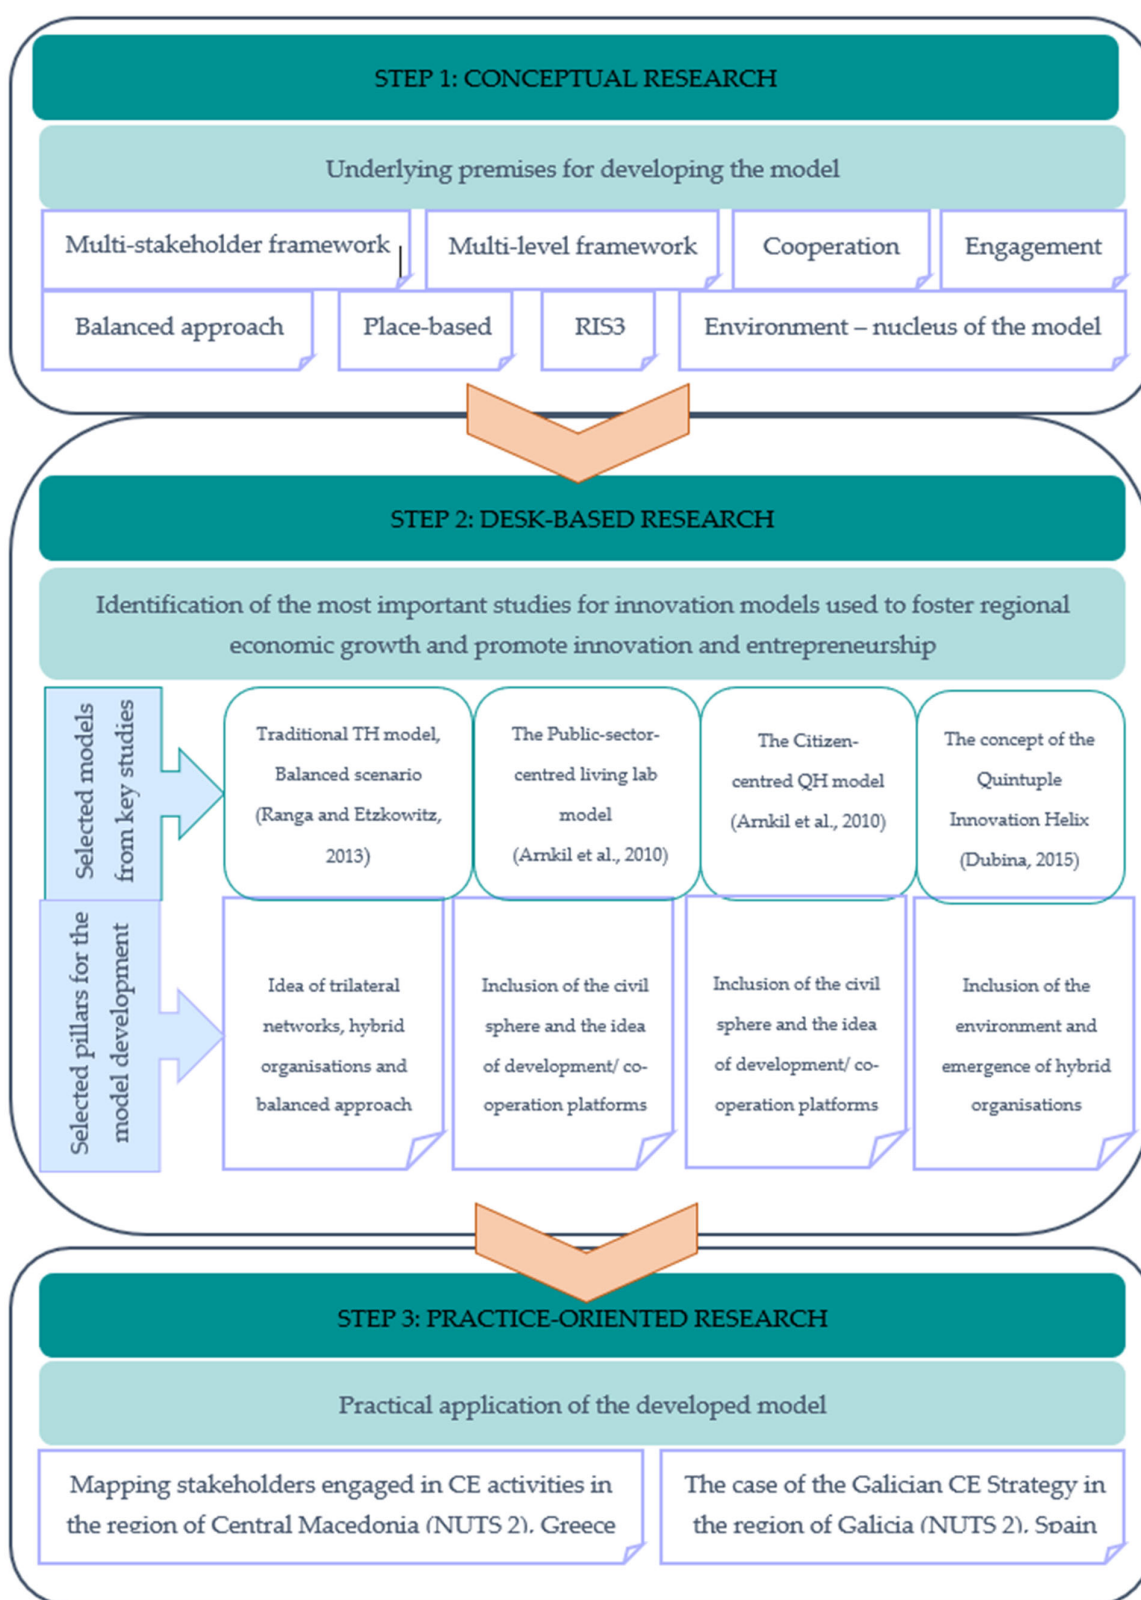 STEP 1: CONCEPTUAL RESEARCH
Underlying premises for developing the model
Multi-stakeholder framework
Multi-level framework
Cooperation
Engagement
Balanced approach
Place-based
RIS3
Environment – nucleus of the model
STEP 2: DESK-BASED RESEARCH
Identification of the most important studies for innovation models used to foster regional
economic growth and promote innovation and entrepreneurship
Selected models
from key studies
Traditional TH model,
Balanced scenario
(Ranga and Etzkowitz,
2013)
The Public-sector-
centred living lab
model
(Arnkil et al., 2010)
The Citizen-
centred QH model
(Arnkil et al., 2010)
The concept of the
Quintuple
Innovation Helix
(Dubina, 2015)
Selected pillars for the
model development
Idea of trilateral
networks, hybrid
organisations and
balanced approach
Inclusion of the civil
sphere and the idea
of development/ co-
operation platforms
Inclusion of the civil
sphere and the idea
of development/ co-
operation platforms
Inclusion of the
environment and
emergence of hybrid
organisations
STEP 3: PRACTICE-ORIENTED RESEARCH
Practical application of the developed model
Mapping stakeholders engaged in CE activities in
the region of Central Macedonia (NUTS 2), Greece
The case of the Galician CE Strategy in
the region of Galicia (NUTS 2), Spain